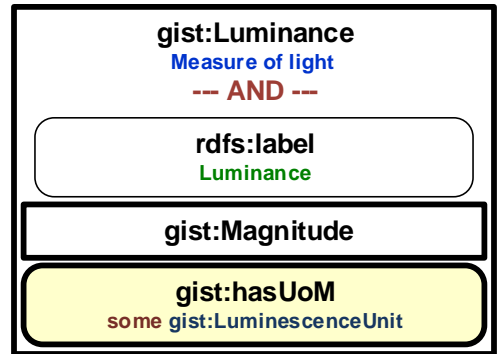 gist:Luminance
Measure of light
--- AND ---
rdfs:label
Luminance
gist:Magnitude
gist:hasUoM
some gist:LuminescenceUnit